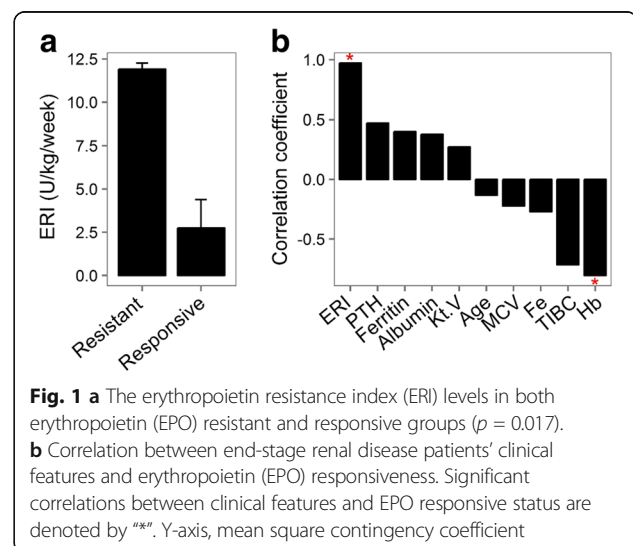 a
b
12.5
10.0
7.5
5.0
2.5
0.0
ERI (U/kg/week)
Resistant
Responsive
1.0
0.5
0.0
-0.5
Correlation coefficient
*
*
ERI
PTH
Ferritin
Albumin
Kt.V
Age
MCV
Fe
TIBC
Hb
Fig. 1 a The erythropoietin resistance index (ERI) levels in both
erythropoietin (EPO) resistant and responsive groups (p = 0.017).
b Correlation between end-stage renal disease patients’ clinical
features and erythropoietin (EPO) responsiveness. Significant
correlations between clinical features and EPO responsive status are
denoted by “*”. Y-axis, mean square contingency coefficient